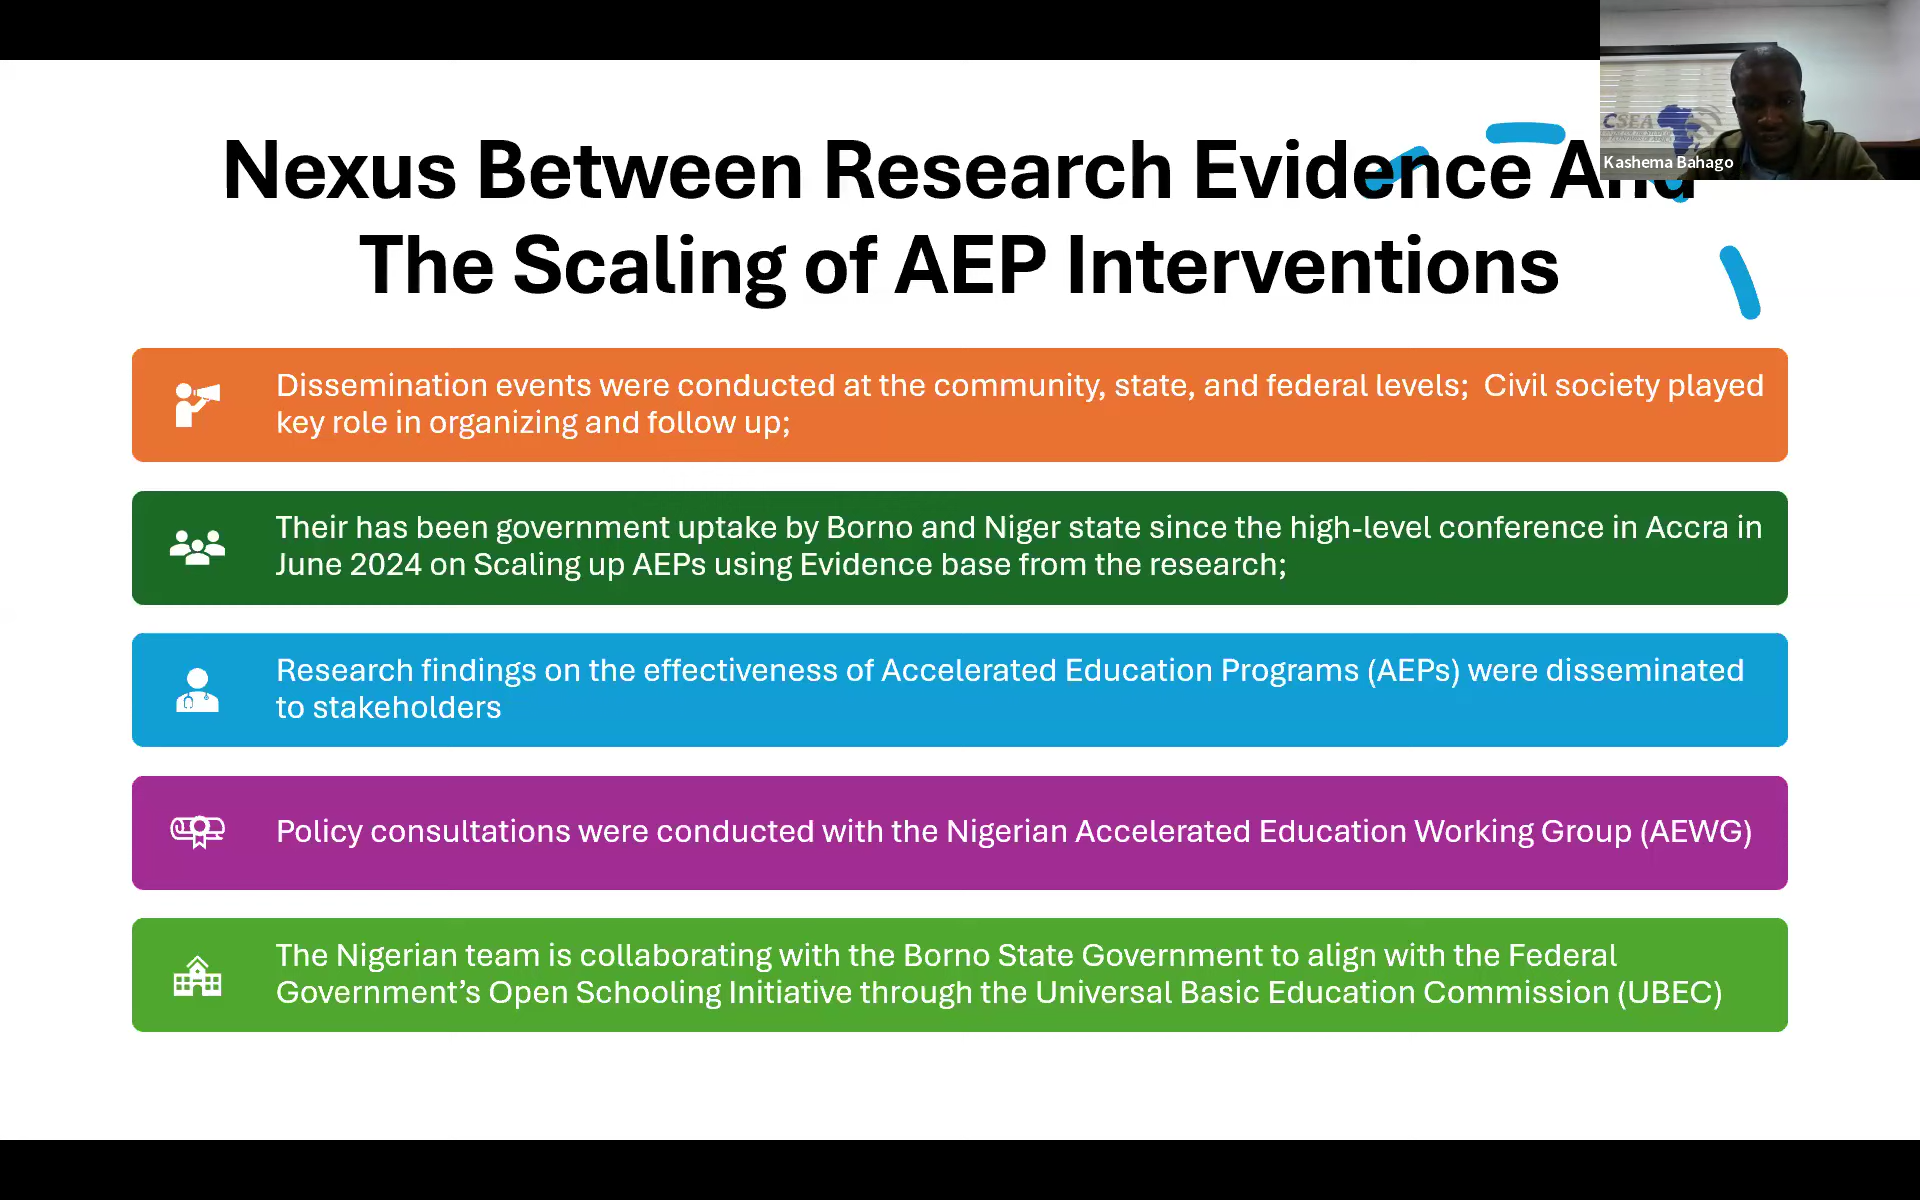 Nexus Between Research Evidence And
The Scaling of AEP Interventions
CSEA
Kashema Bahago
Dissemination events were conducted at the community, state, and federal levels;  Civil society played
key role in organizing and follow up;
Their has been government uptake by Borno and Niger state since the high-level conference in Accra in
June 2024 on Scaling up AEPs using Evidence base from the research;
Research findings on the effectiveness of Accelerated Education Programs (AEPs) were disseminated
to stakeholders
Policy consultations were conducted with the Nigerian Accelerated Education Working Group (AEWG)
The Nigerian team is collaborating with the Borno State Government to align with the Federal
Government’s Open Schooling Initiative through the Universal Basic Education Commission (UBEC)